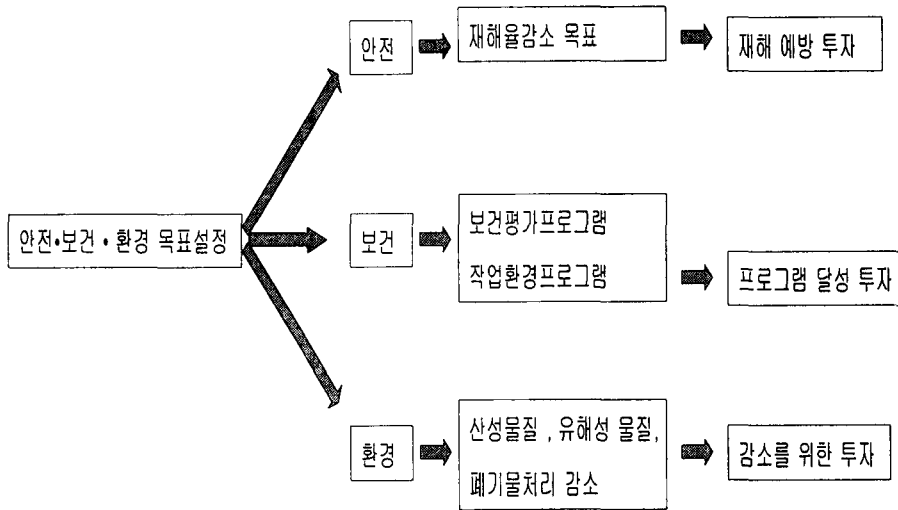 안전
재해율감소 목표
재해 예방 투자
안전•보건•환경 목표설정
보건
보건평가프로그램
작업환경프로그램
프로그램 달성 투자
환경
산성물질 , 유해성 물질,
폐기물처리 감소
감소를 위한 투자